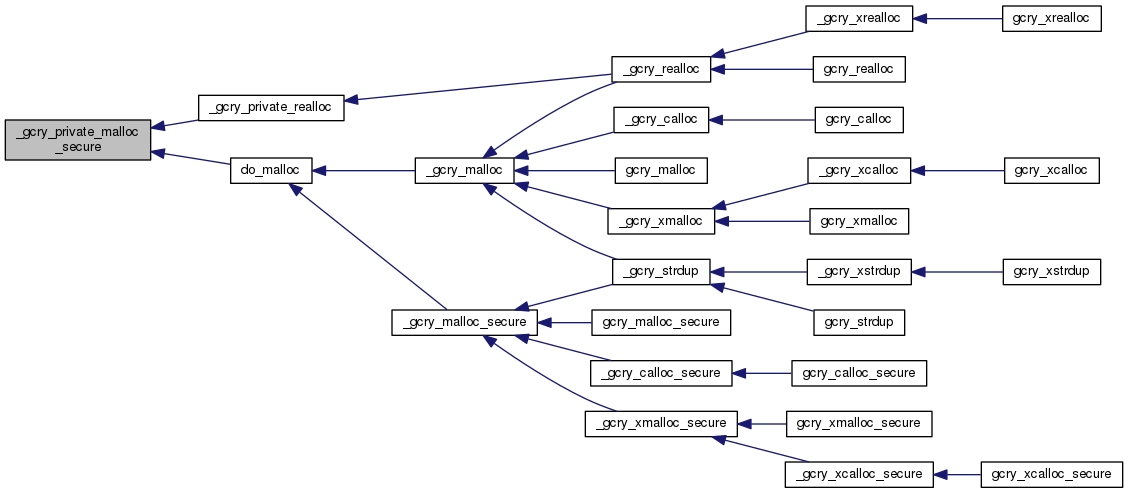 _gcry_private_malloc
_secure
_gcry_private_realloc
do_malloc
_gcry_malloc
_gcry_malloc_secure
_gcry_realloc
_gcry_calloc
gcry_malloc
_gcry_xmalloc
_gcry_strdup
gcry_malloc_secure
_gcry_calloc_secure
_gcry_xmalloc_secure
_gcry_xrealloc
gcry_realloc
gcry_calloc
_gcry_xcalloc
gcry_xmalloc
_gcry_xstrdup
gcry_strdup
gcry_calloc_secure
gcry_xmalloc_secure
_gcry_xcalloc_secure
gcry_xrealloc
gcry_xcalloc
gcry_xstrdup
gcry_xcalloc_secure